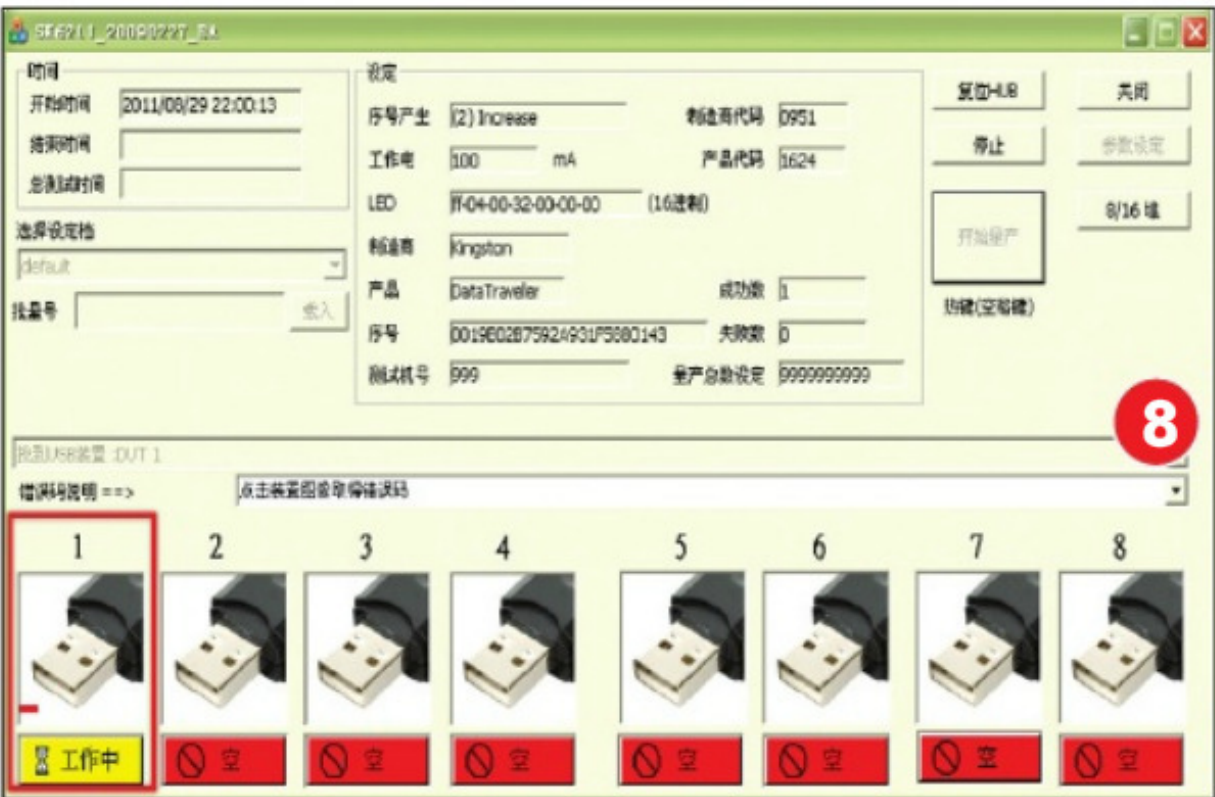 SK6211_20090227_BA
时间
开始时间 2011/08/29 22:00:13
结束时间
总测试时间
选择设定档
default
批量号 载入
设定
序号产生 (2) Increase 制造商代码 0951
工作电 100 mA 产品代码 1624
LED ff-04-00-32-00-00-00 (16进制)
制造商 Kingston
产品 DataTraveler 成功数 1
序号 失败数 0
测试机号 999 量产总数设定 9999999999
复位HUB 关闭
停止 参数设定
开始量产 8/16 埠
热键(空格键)
8
找到USB装置 :DUT 1
错误码说明 ==> 点击装置图像取得错误码
1 2 3 4 5 6 7 8
工作中 空 空 空 空 空 空 空